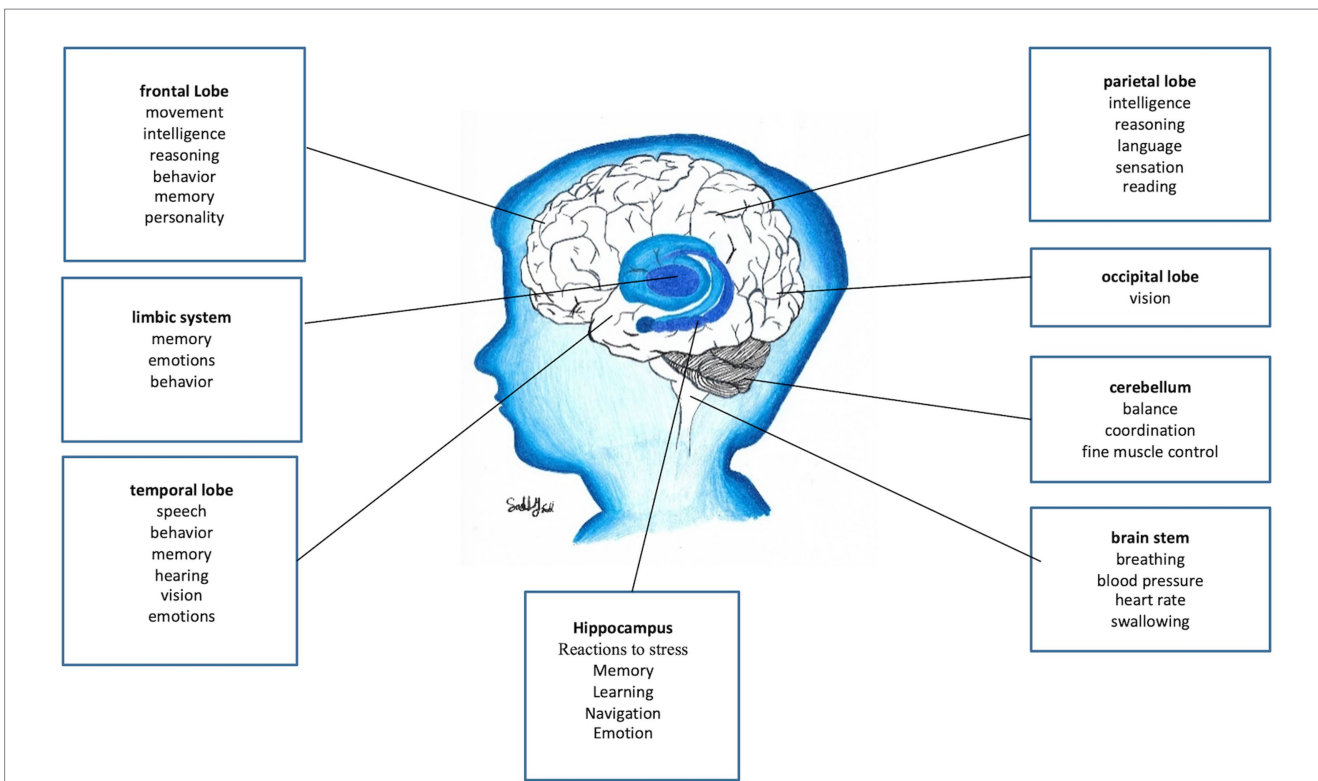 frontal Lobe
movement
intelligence
reasoning
behavior
memory
personality
limbic system
memory
emotions
behavior
temporal lobe
speech
behavior
memory
hearing
vision
emotions
Hippocampus
Reactions to stress
Memory
Learning
Navigation
Emotion
parietal lobe
intelligence
reasoning
language
sensation
reading
occipital lobe
vision
cerebellum
balance
coordination
fine muscle control
brain stem
breathing
blood pressure
heart rate
swallowing